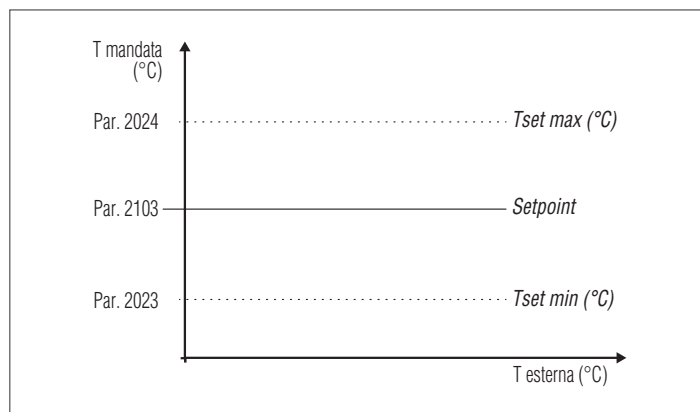 T mandata
(°C)
Par. 2024
Tset max (°C)
Par. 2103
Setpoint
Par. 2023
Tset min (°C)
T esterna (°C)